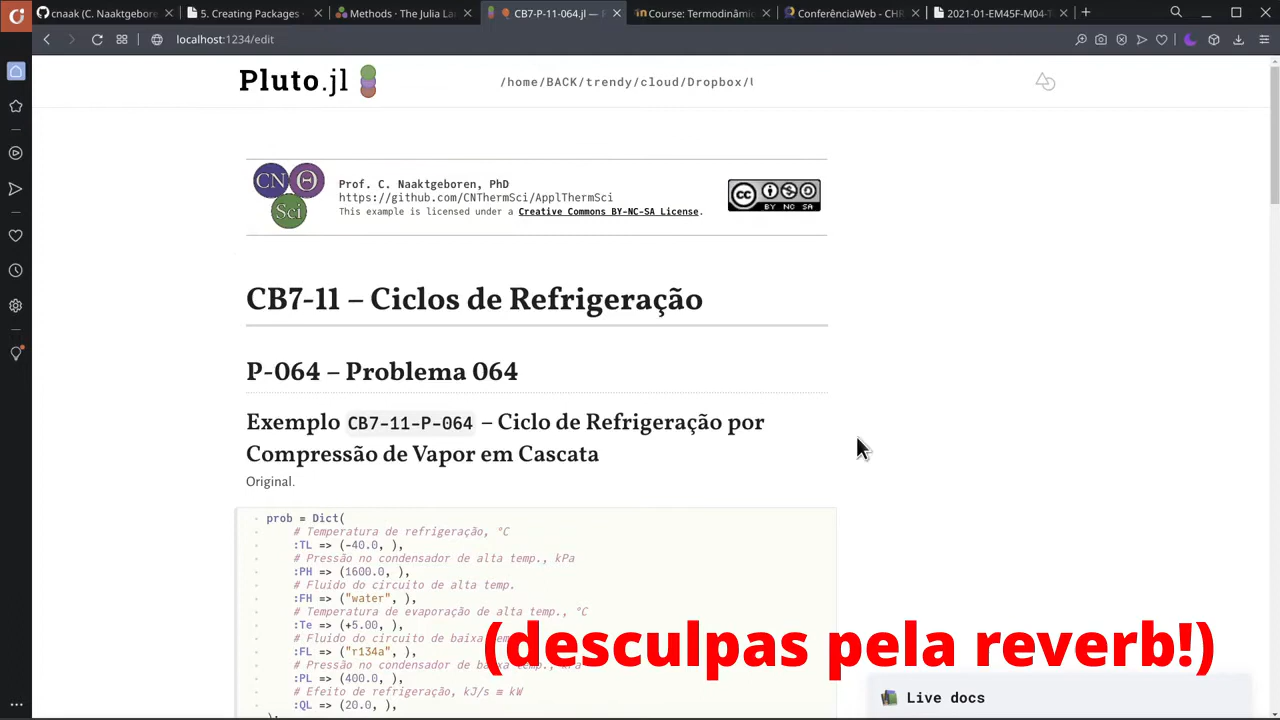 cnak (C. Naaktgeboren
5. Creating Packages
Methods · The Julia La
CB7-P-11-064.jl — P
Course: Termodinâmic
ConferênciaWeb - CHR
2021-01-EM45F-M04-T
localhost:1234/edit
Pluto.jl
/home/BACK/trendy/cloud/Dropbox/U
CN Θ Sci
Prof. C. Naaktgeboren, PhD
https://github.com/CNThermSci/ApplThermSci
This example is licensed under a Creative Commons BY-NC-SA License.
cc
BY NC SA
CB7-11 – Ciclos de Refrigeração
P-064 – Problema 064
Exemplo CB7-11-P-064 – Ciclo de Refrigeração por
Compressão de Vapor em Cascata
Original.
prob = Dict(
# Temperatura de refrigeração, °C
:TL => (-40.0, ),
# Pressão no condensador de alta temp., kPa
:PH => (1600.0, ),
# Fluido do circuito de alta temp.
:FH => ("water", ),
# Temperatura de evaporação de alta temp., °C
:Te => (+5.00, ),
# Fluido do circuito de baixa temp.
:FL => ("r134a", ),
# Pressão no condensador de baixa temp., kPa
:PL => (400.0, ),
# Efeito de refrigeração, kJ/s ≡ kW
:QL => (20.0, ),
);
(desculpas pela reverb!)
Live docs